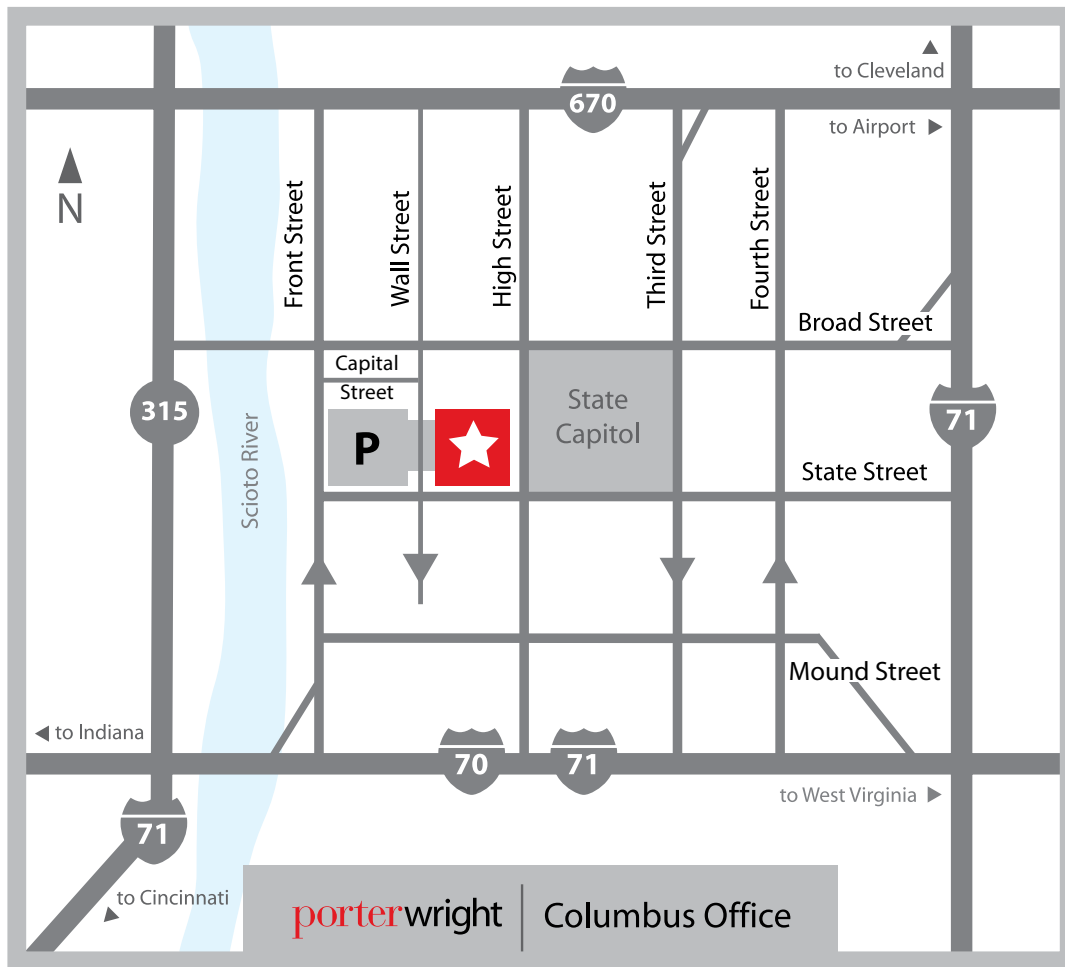 to Cleveland
670
to Airport
N
Front Street
Wall Street
High Street
Third Street
Fourth Street
Broad Street
Capital
Street
315
Scioto River
P
State
Capitol
71
State Street
Mound Street
to Indiana
70
71
to West Virginia
71
to Cincinnati
porterwright
Columbus Office